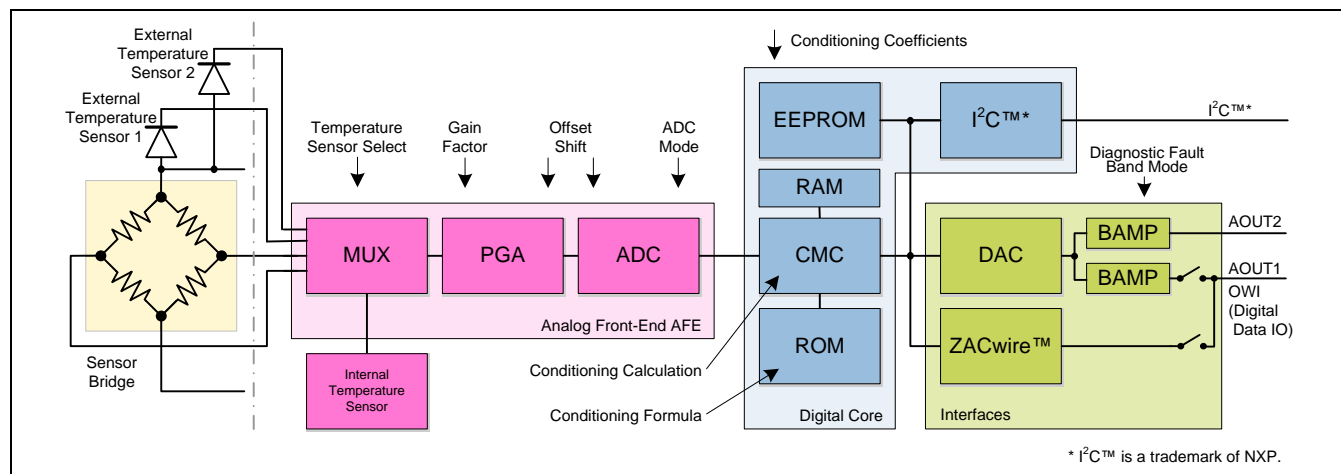 External
Temperature
Sensor 2
External
Temperature
Sensor 1
Sensor
Bridge
Temperature
Sensor Select
Gain
Factor
Offset
Shift
ADC
Mode
MUX
PGA
ADC
Analog Front-End AFE
Internal
Temperature
Sensor
Conditioning Coefficients
EEPROM
I²C™*
RAM
CMC
ROM
Conditioning Calculation
Conditioning Formula
Digital Core
I²C™*
Diagnostic Fault
Band Mode
DAC
BAMP
BAMP
ZACwire™
Interfaces
AOUT2
AOUT1
OWI
(Digital
Data IO)
* I²C™ is a trademark of NXP.